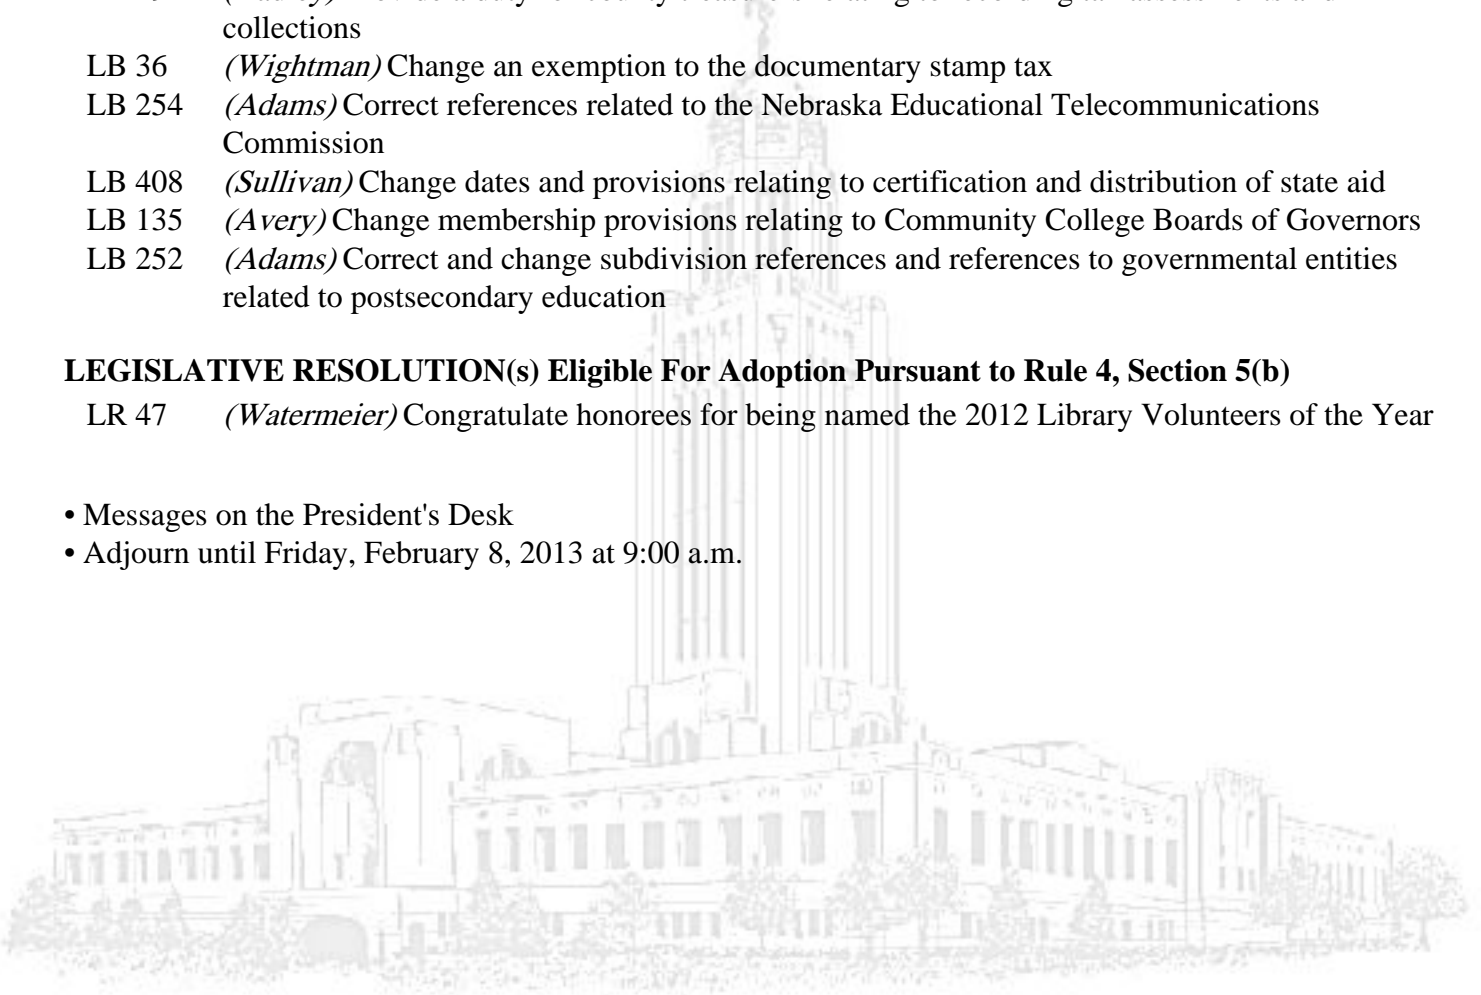 collections
LB 36 (Wightman) Change an exemption to the documentary stamp tax
LB 254 (Adams) Correct references related to the Nebraska Educational Telecommunications
Commission
LB 408 (Sullivan) Change dates and provisions relating to certification and distribution of state aid
LB 135 (Avery) Change membership provisions relating to Community College Boards of Governors
LB 252 (Adams) Correct and change subdivision references and references to governmental entities
related to postsecondary education
LEGISLATIVE RESOLUTION(s) Eligible For Adoption Pursuant to Rule 4, Section 5(b)
LR 47 (Watermeier) Congratulate honorees for being named the 2012 Library Volunteers of the Year
• Messages on the President's Desk
• Adjourn until Friday, February 8, 2013 at 9:00 a.m.